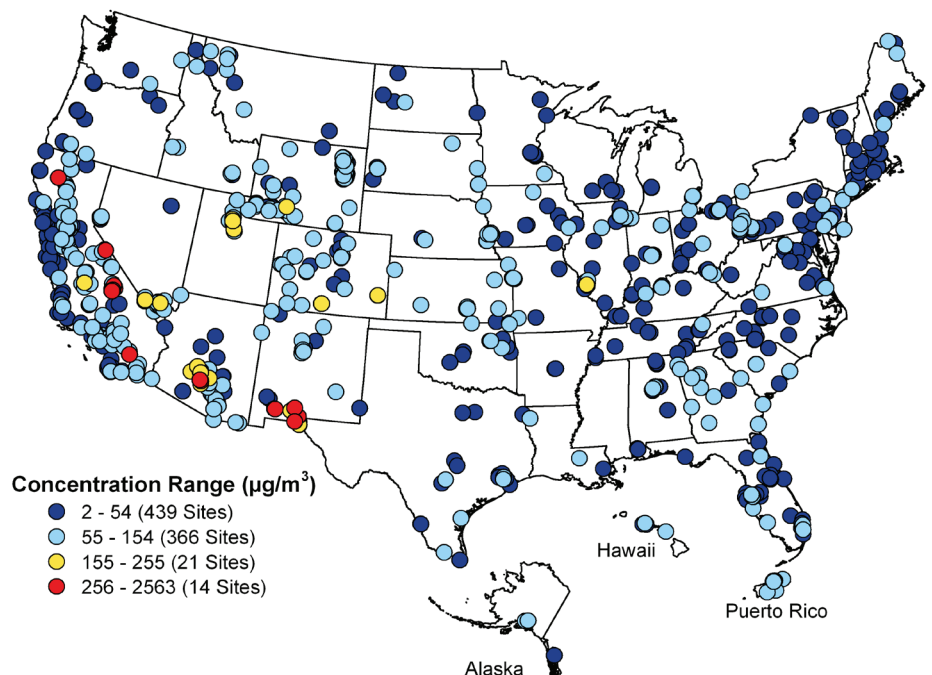 Concentration Range (µg/m³)
2 - 54 (439 Sites)
55 - 154 (366 Sites)
155 - 255 (21 Sites)
256 - 2563 (14 Sites)
Hawaii
Puerto Rico
Alaska